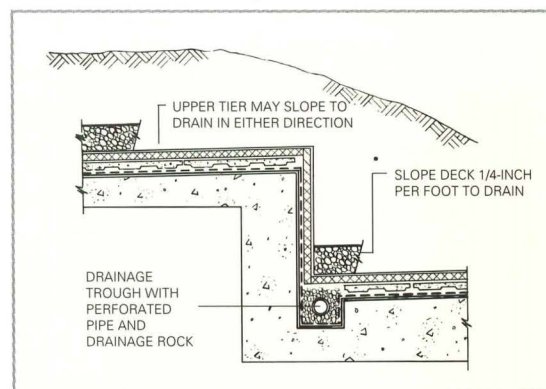 UPPER TIER MAY SLOPE TO
DRAIN IN EITHER DIRECTION
SLOPE DECK 1/4-INCH
PER FOOT TO DRAIN
DRAINAGE
TROUGH WITH
PERFORATED
PIPE AND
DRAINAGE ROCK